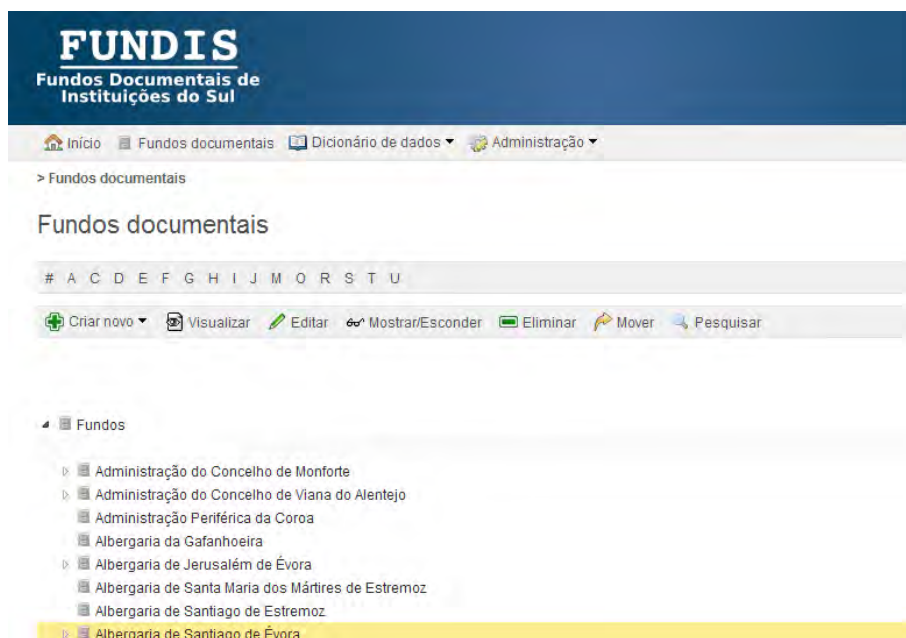 FUNDIS
Fundos Documentais de
Instituições do Sul
Início Fundos documentais Dicionário de dados Administração
> Fundos documentais
Fundos documentais
# A C D E F G H I J M O R S T U
Criar novo Visualizar Editar Mostrar/Esconder Eliminar Mover Pesquisar
Fundos
Administração do Concelho de Monforte
Administração do Concelho de Viana do Alentejo
Administração Periférica da Coroa
Albergaria da Gafanhoeira
Albergaria de Jerusalém de Évora
Albergaria de Santa Maria dos Mártires de Estremoz
Albergaria de Santiago de Estremoz
Albergaria de Santiago de Évora